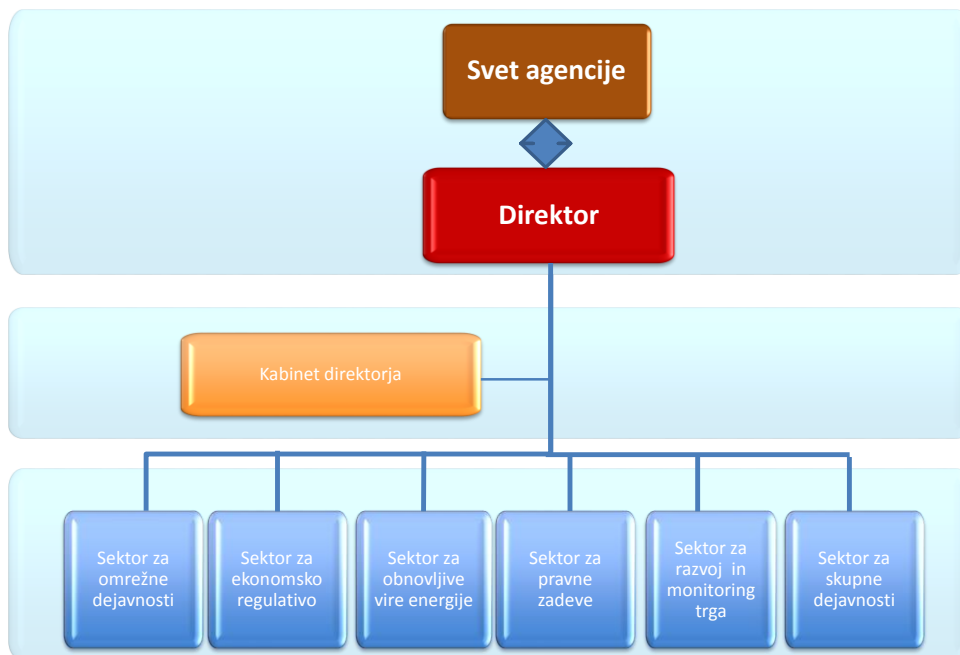 Svet agencije
Direktor
Kabinet direktorja
Sektor za
omrežne
dejavnosti
Sektor za
ekonomsko
regulativo
Sektor za
obnovljive
vire energije
Sektor za
pravne
zadeve
Sektor za
razvoj in
monitoring
trga
Sektor za
skupne
dejavnosti